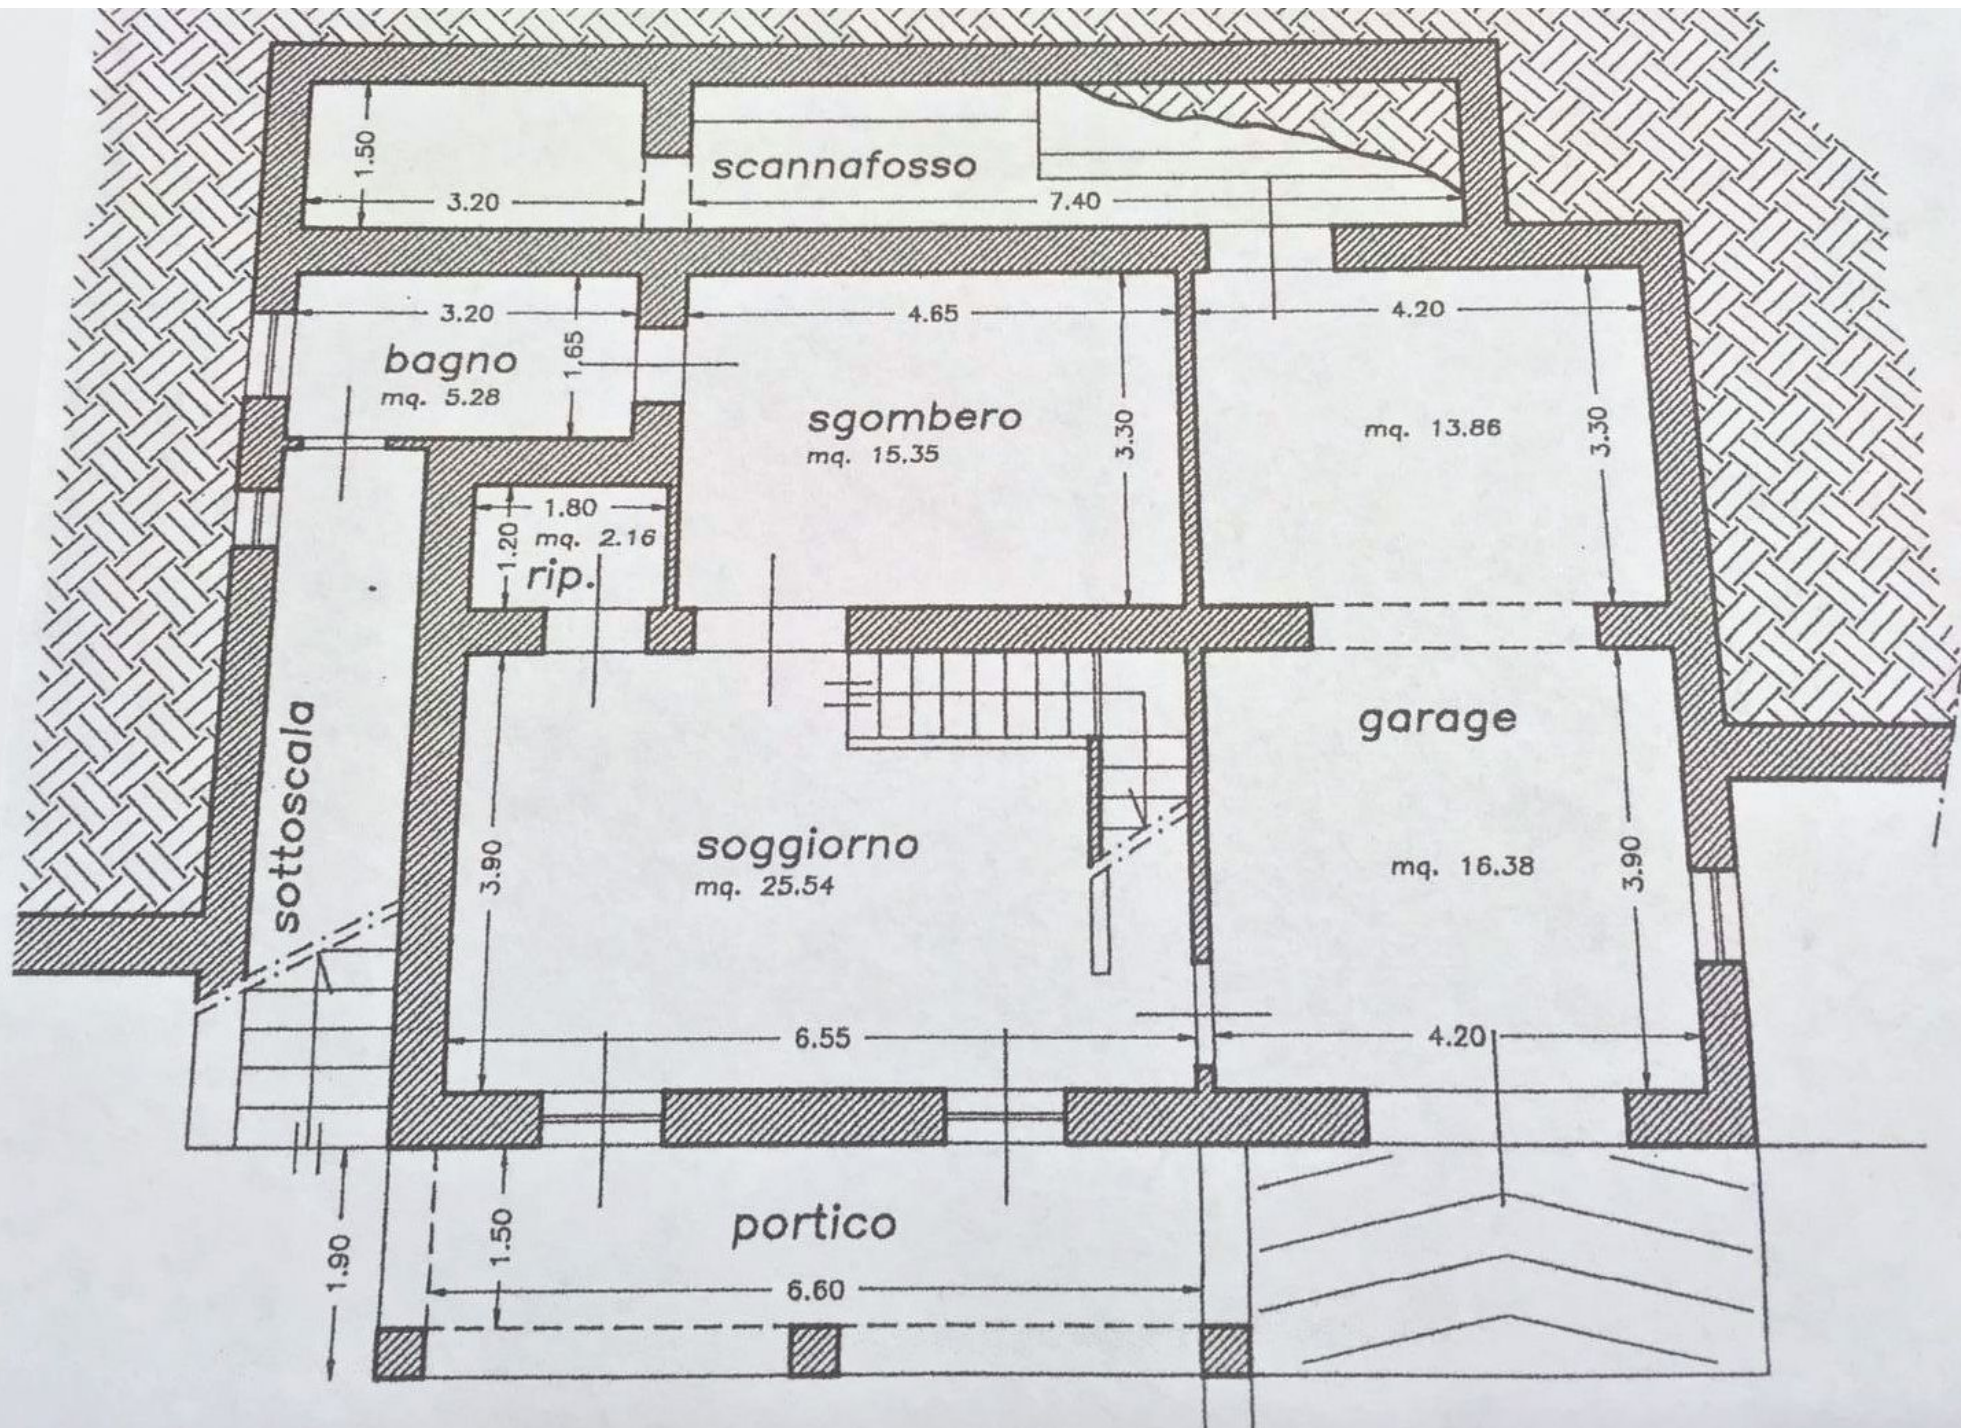 1.50
3.20
scannafosso
7.40
3.20
1.65
bagno
mq. 5.28
4.65
sgombero
mq. 15.35
3.30
4.20
mq. 13.86
3.30
1.80
1.20
mq. 2.16
rip.
sottoscala
3.90
soggiorno
mq. 25.54
6.55
garage
mq. 16.38
3.90
4.20
1.90
1.50
portico
6.60